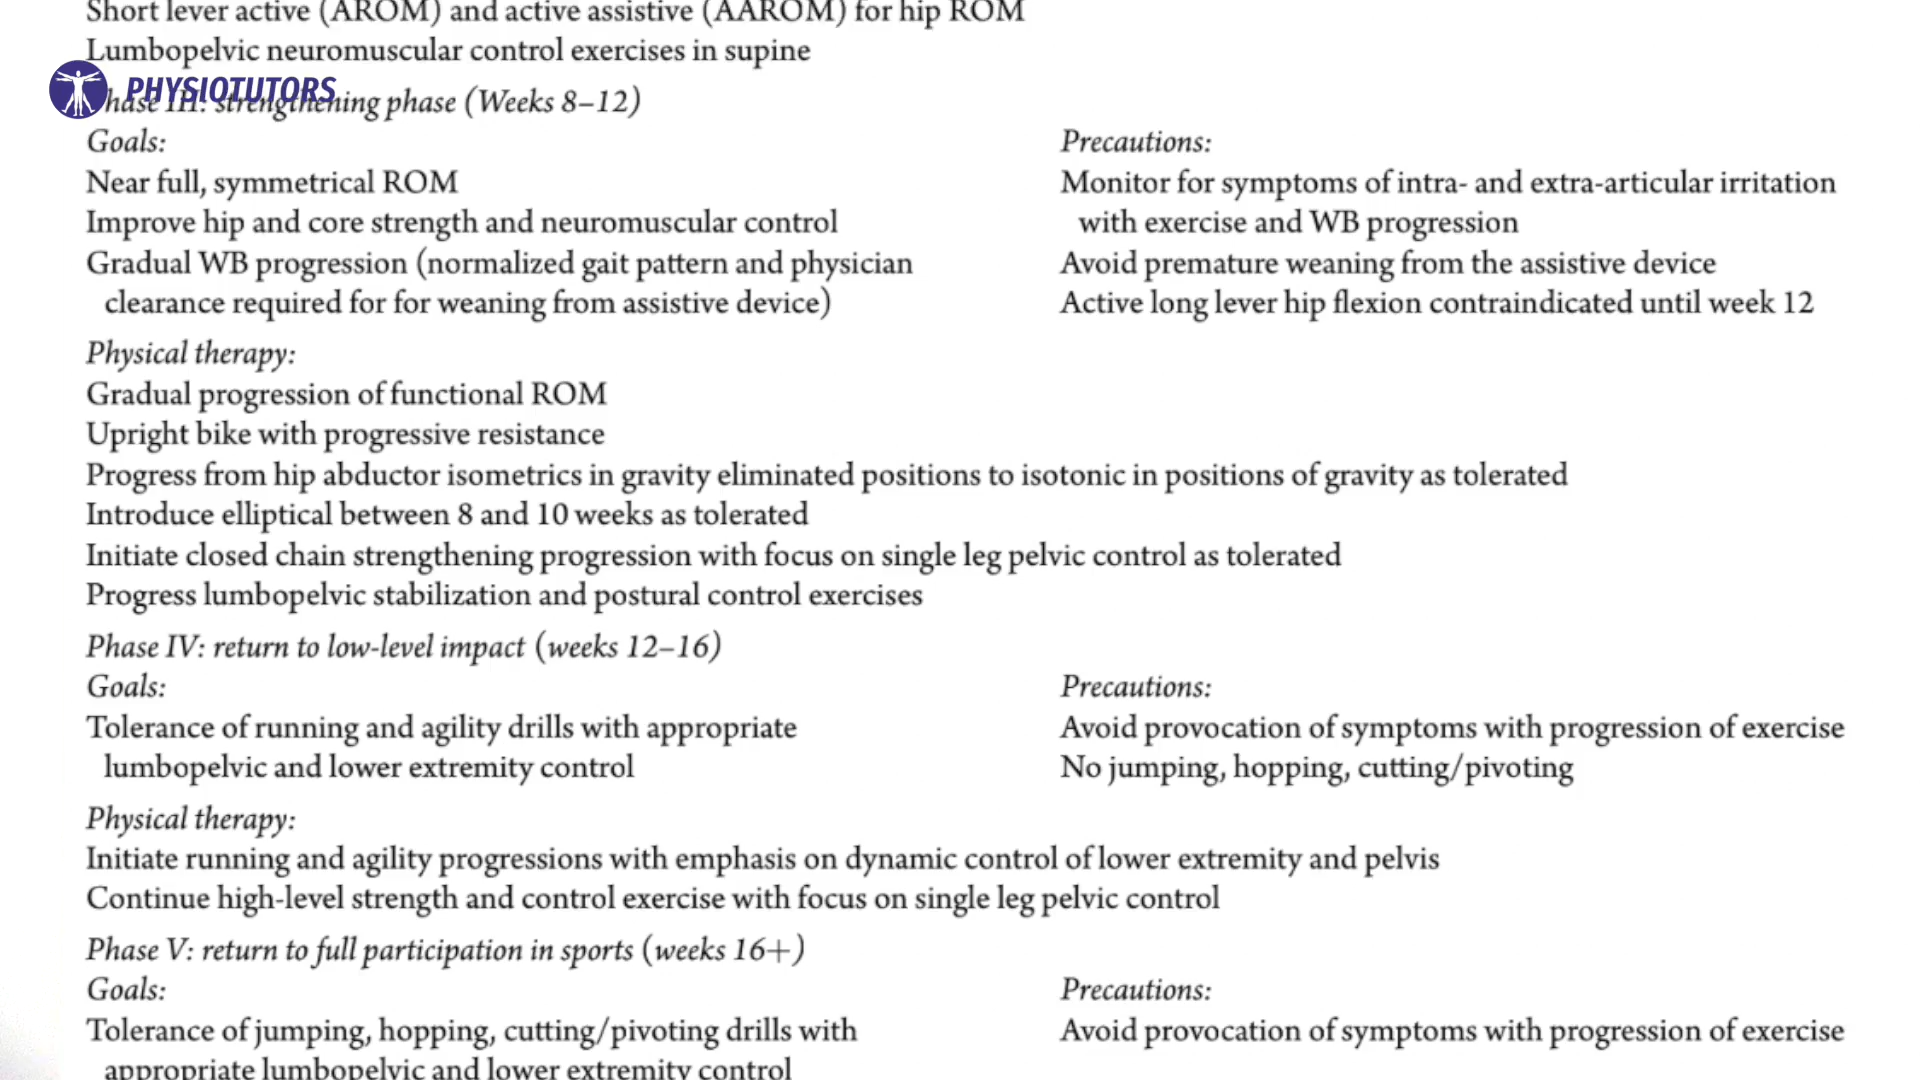 Short lever active (AROM) and active assistive (AAROM) for hip ROM
Lumbopelvic neuromuscular control exercises in supine
PHYSIOTUTORS
Phase III: strengthening phase (Weeks 8–12)
Goals:
Near full, symmetrical ROM
Improve hip and core strength and neuromuscular control
Gradual WB progression (normalized gait pattern and physician
clearance required for for weaning from assistive device)
Precautions:
Monitor for symptoms of intra- and extra-articular irritation
with exercise and WB progression
Avoid premature weaning from the assistive device
Active long lever hip flexion contraindicated until week 12
Physical therapy:
Gradual progression of functional ROM
Upright bike with progressive resistance
Progress from hip abductor isometrics in gravity eliminated positions to isotonic in positions of gravity as tolerated
Introduce elliptical between 8 and 10 weeks as tolerated
Initiate closed chain strengthening progression with focus on single leg pelvic control as tolerated
Progress lumbopelvic stabilization and postural control exercises
Phase IV: return to low-level impact (weeks 12–16)
Goals:
Tolerance of running and agility drills with appropriate
lumbopelvic and lower extremity control
Precautions:
Avoid provocation of symptoms with progression of exercise
No jumping, hopping, cutting/pivoting
Physical therapy:
Initiate running and agility progressions with emphasis on dynamic control of lower extremity and pelvis
Continue high-level strength and control exercise with focus on single leg pelvic control
Phase V: return to full participation in sports (weeks 16+)
Goals:
Tolerance of jumping, hopping, cutting/pivoting drills with
appropriate lumbopelvic and lower extremity control
Precautions:
Avoid provocation of symptoms with progression of exercise